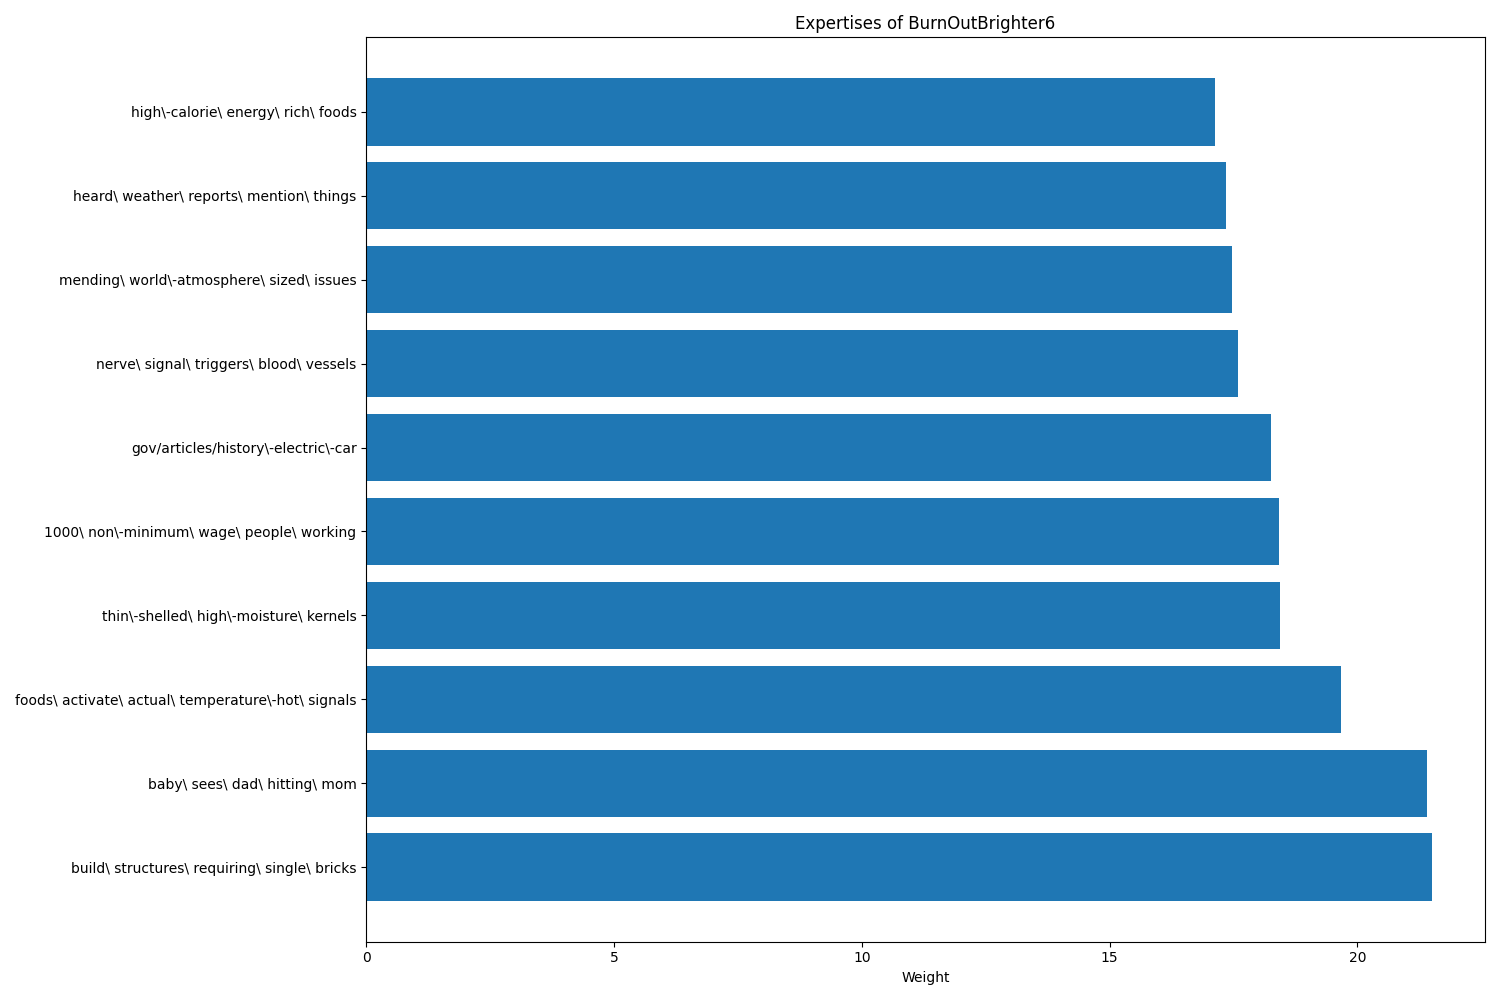 Expertises of BurnOutBrighter6
high\-calorie\ energy\ rich\ foods
heard\ weather\ reports\ mention\ things
mending\ world\-atmosphere\ sized\ issues
nerve\ signal\ triggers\ blood\ vessels
gov/articles/history\-electric\-car
1000\ non\-minimum\ wage\ people\ working
thin\-shelled\ high\-moisture\ kernels
foods\ activate\ actual\ temperature\-hot\ signals
baby\ sees\ dad\ hitting\ mom
build\ structures\ requiring\ single\ bricks
0 5 10 15 20
Weight